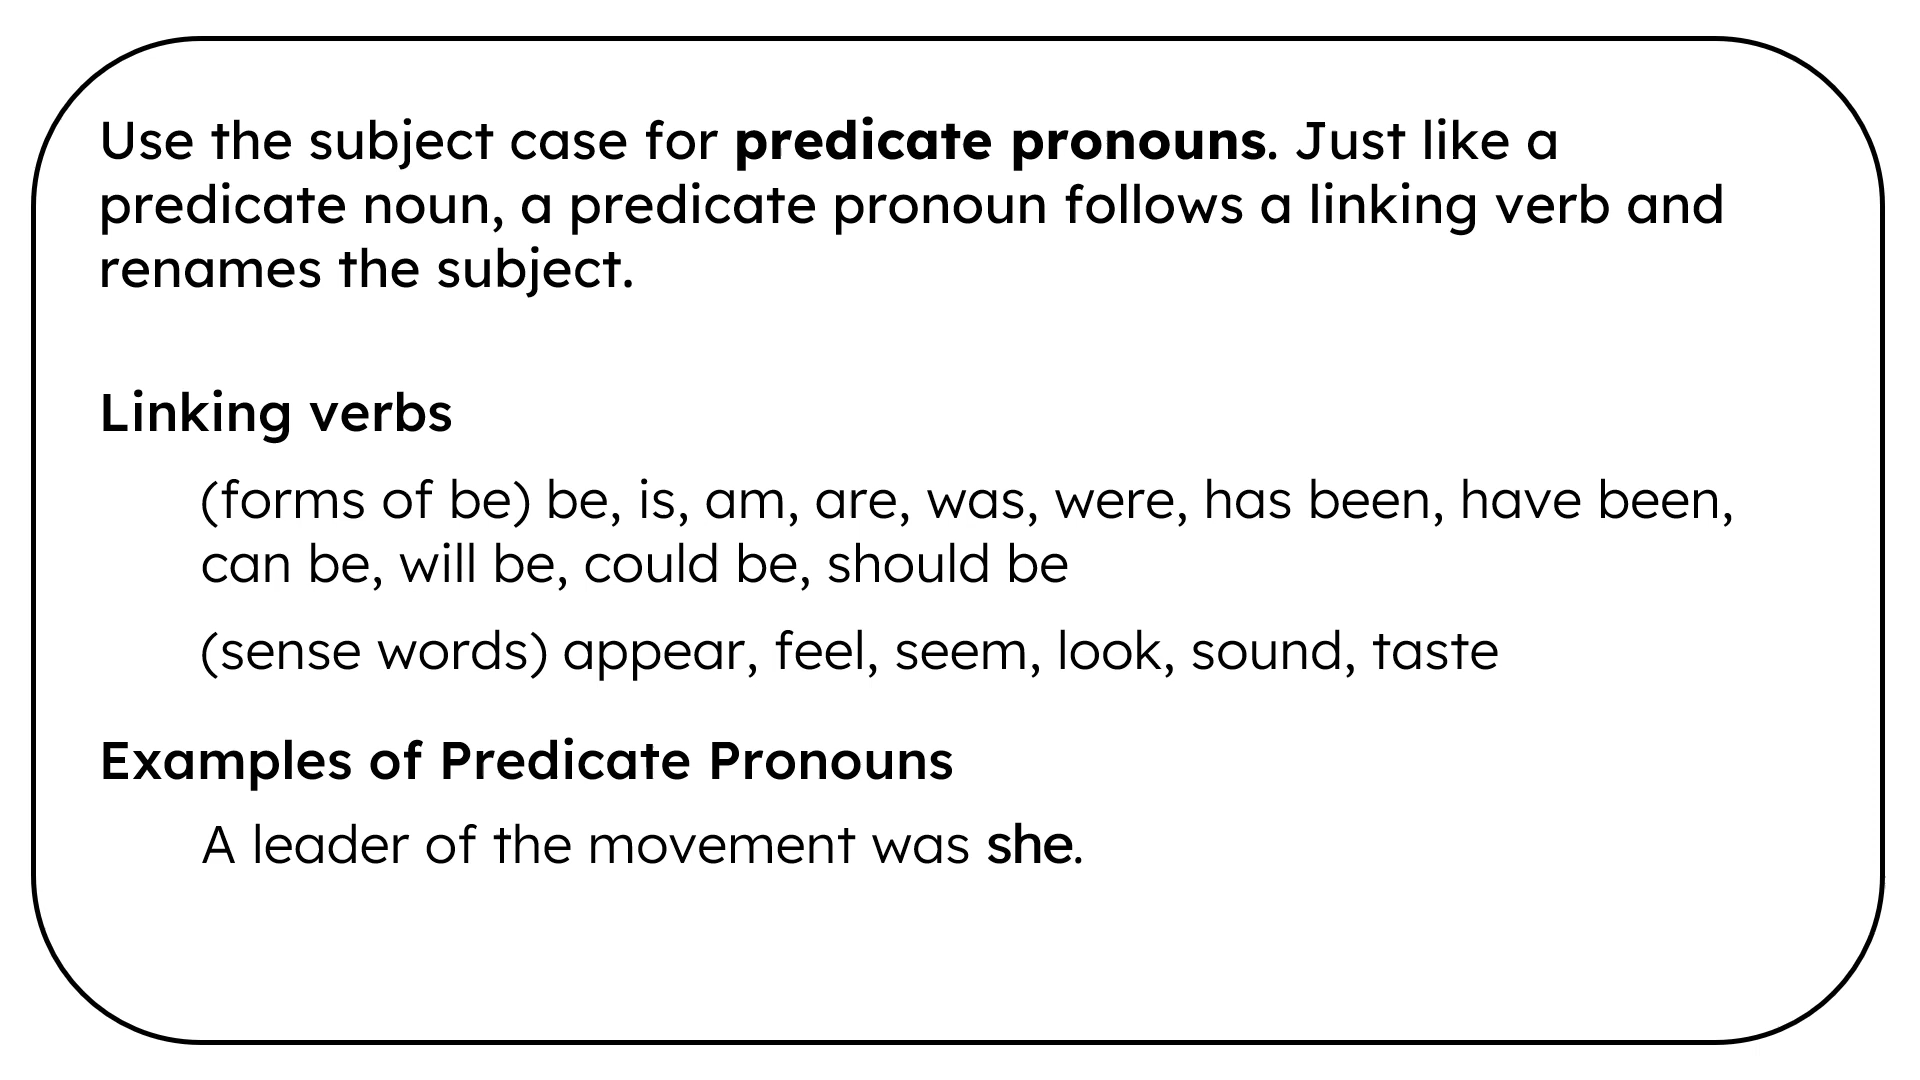 Use the subject case for predicate pronouns. Just like a
predicate noun, a predicate pronoun follows a linking verb and
renames the subject.
Linking verbs
(forms of be) be, is, am, are, was, were, has been, have been,
can be, will be, could be, should be
(sense words) appear, feel, seem, look, sound, taste
Examples of Predicate Pronouns
A leader of the movement was she.